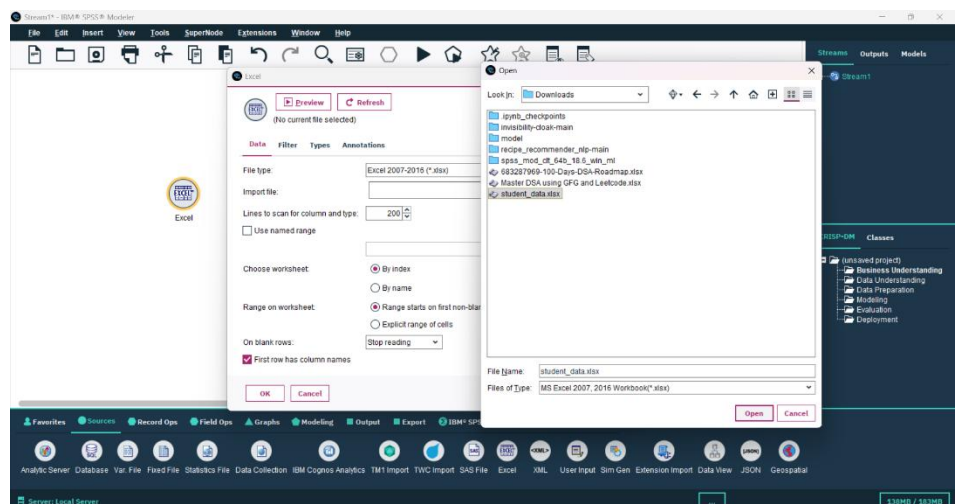 Stream1* - IBM® SPSS® Modeler
File Edit Insert View Tools SuperNode Extensions Window Help
Streams Outputs Models
Stream1
Excel
Preview Refresh
(No current file selected)
Data Filter Types Annotations
File type: Excel 2007-2016 (*.xlsx)
Import file:
Lines to scan for column and type: 200
Use named range
Choose worksheet: By index
By name
Range on worksheet: Range starts on first non-blan
Explicit range of cells
On blank rows: Stop reading
First row has column names
OK Cancel
Open
Look in: Downloads
.ipynb_checkpoints
invisibility-cloak-main
model
recipe_recommender_nlp-main
spss_mod_clt_64b_18.6_win_ml
683287969-100-Days-DSA-Roadmap.xlsx
Master DSA using GFG and Leetcode.xlsx
student_data.xlsx
File Name: student_data.xlsx
Files of Type: MS Excel 2007, 2016 Workbook(*.xlsx)
Open Cancel
Excel
CRISP-DM Classes
(unsaved project)
Business Understanding
Data Understanding
Data Preparation
Modeling
Evaluation
Deployment
Favorites Sources Record Ops Field Ops Graphs Modeling Output Export IBM® SPS
Analytic Server Database Var. File Fixed File Statistics File Data Collection IBM Cognos Analytics TM1 Import TWC Import SAS File Excel XML User Input Sim Gen Extension Import Data View JSON Geospatial
Server: Local Server
... 530MB / 583MB